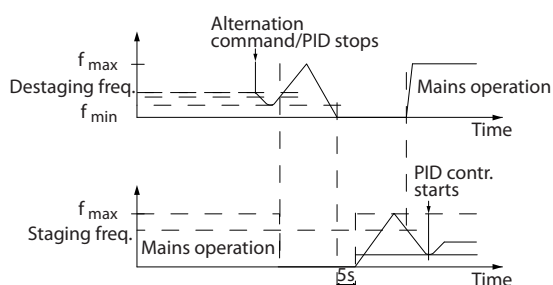 Alternation
command/PID stops
f max
Destaging freq.
f min
Mains operation
Time
PID contr.
starts
f max
Staging freq.
Mains operation
5s
Time